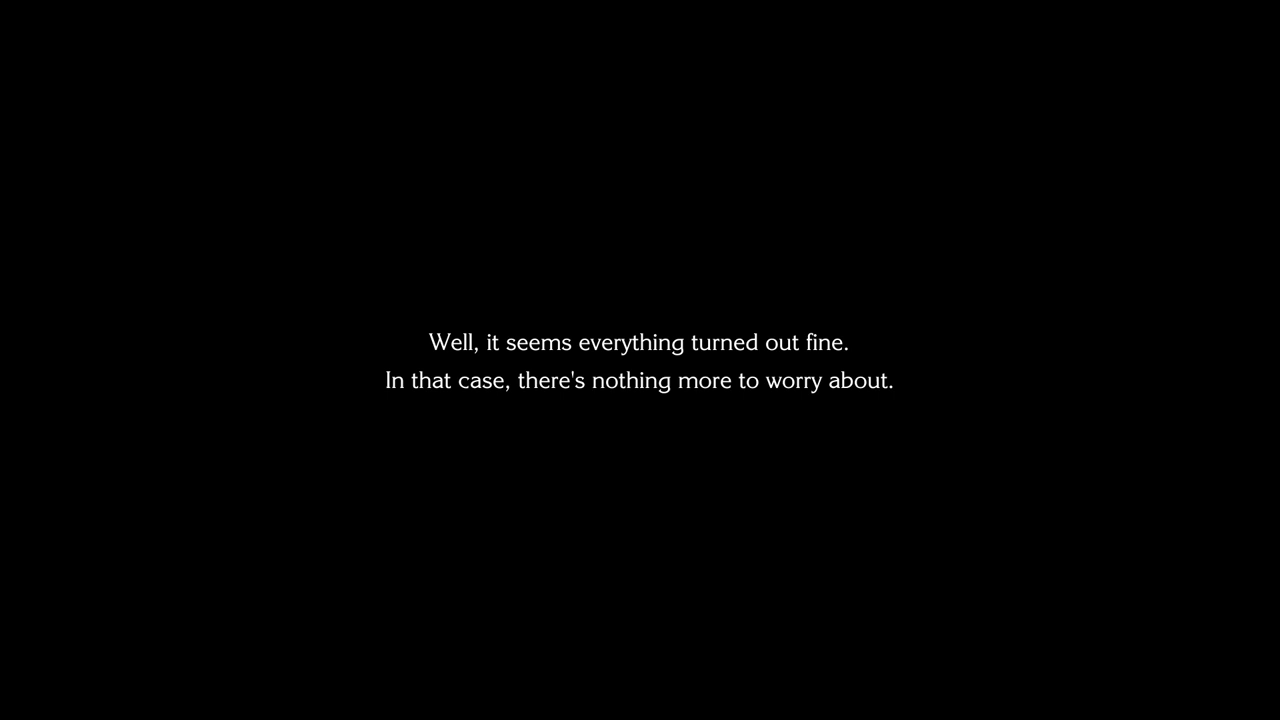 Well, it seems everything turned out fine.
In that case, there's nothing more to worry about.